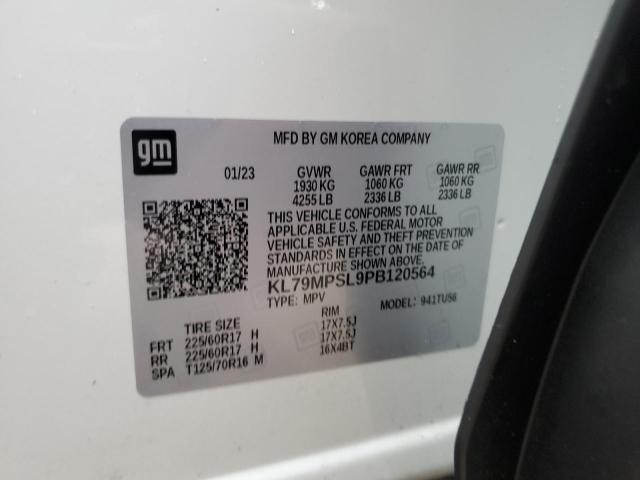 gm
MFD BY GM KOREA COMPANY
01/23 GVWR GAWR FRT GAWR RR
1930 KG 1060 KG 1060 KG
4255 LB 2336 LB 2336 LB
THIS VEHICLE CONFORMS TO ALL
APPLICABLE U.S. FEDERAL MOTOR
VEHICLE SAFETY AND THEFT PREVENTION
STANDARDS IN EFFECT ON THE DATE OF
MANUFACTURE SHOWN ABOVE.
KL79MPSL9PB120564
TYPE: MPV MODEL: 941TU56
TIRE SIZE RIM
FRT 225/60R17 H 17X7.5J
RR 225/60R17 H 17X7.5J
SPA T125/70R16 M 16X4BT